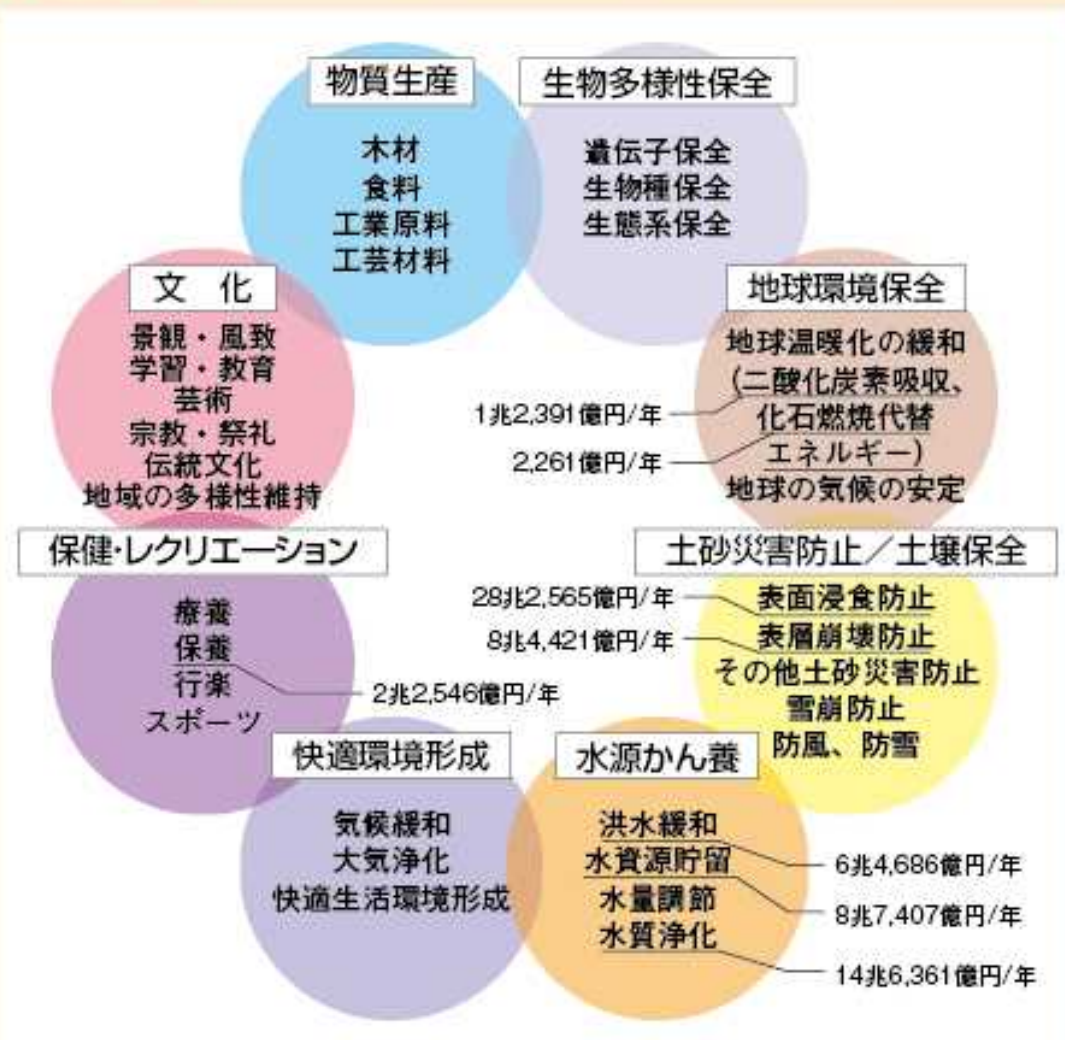 物質生産
木材
食料
工業原料
工芸材料
生物多様性保全
遺伝子保全
生物種保全
生態系保全
文 化
景観・風致
学習・教育
芸術
宗教・祭礼
伝統文化
地域の多様性維持
地球環境保全
地球温暖化の緩和
(二酸化炭素吸収、
化石燃焼代替
エネルギー)
地球の気候の安定
1兆2,391億円/年
2,261億円/年
保健・レクリエーション
療養
保養
行楽
スポーツ
2兆2,546億円/年
土砂災害防止/土壌保全
28兆2,565億円/年
表面浸食防止
8兆4,421億円/年
表層崩壊防止
その他土砂災害防止
雪崩防止
防風、防雪
快適環境形成
気候緩和
大気浄化
快適生活環境形成
水源かん養
洪水緩和
水資源貯留
水量調節
水質浄化
6兆4,686億円/年
8兆7,407億円/年
14兆6,361億円/年